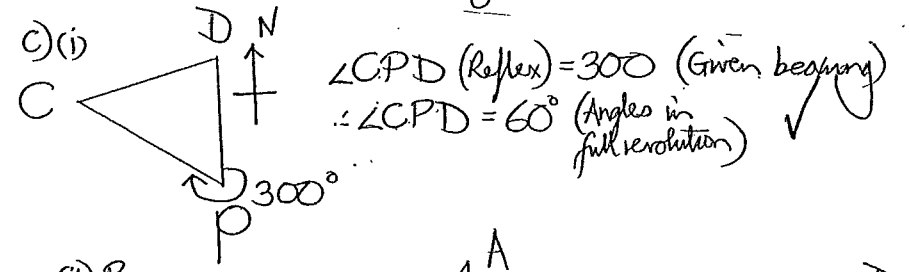 C)(i)
D N
C
∠CPD (Reflex) = 300 (Given bearing)
∴ ∠CPD = 60° (Angles in
full revolution)
300°
P
A